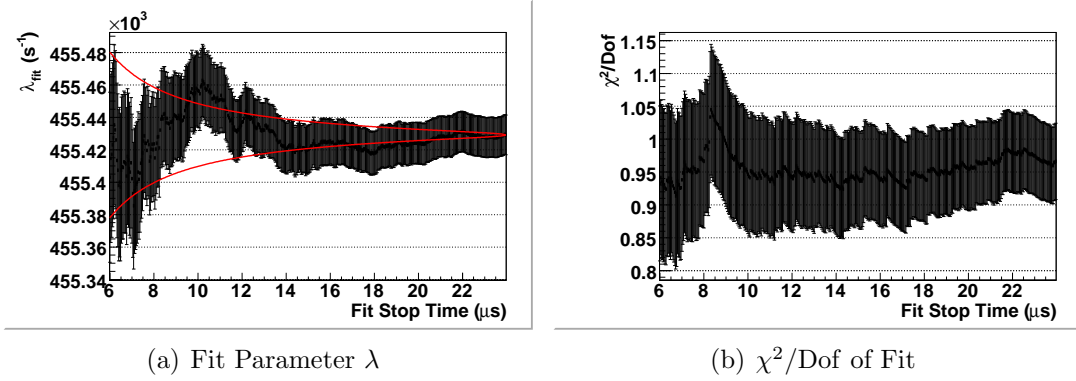 ×10³
λfit (s⁻¹)
455.48
455.46
455.44
455.42
455.4
455.38
455.36
455.34
6 8 10 12 14 16 18 20 22
Fit Stop Time (μs)
(a) Fit Parameter λ
χ²/Dof
1.15
1.1
1.05
1
0.95
0.9
0.85
0.8
6 8 10 12 14 16 18 20 22
Fit Stop Time (μs)
(b) χ²/Dof of Fit